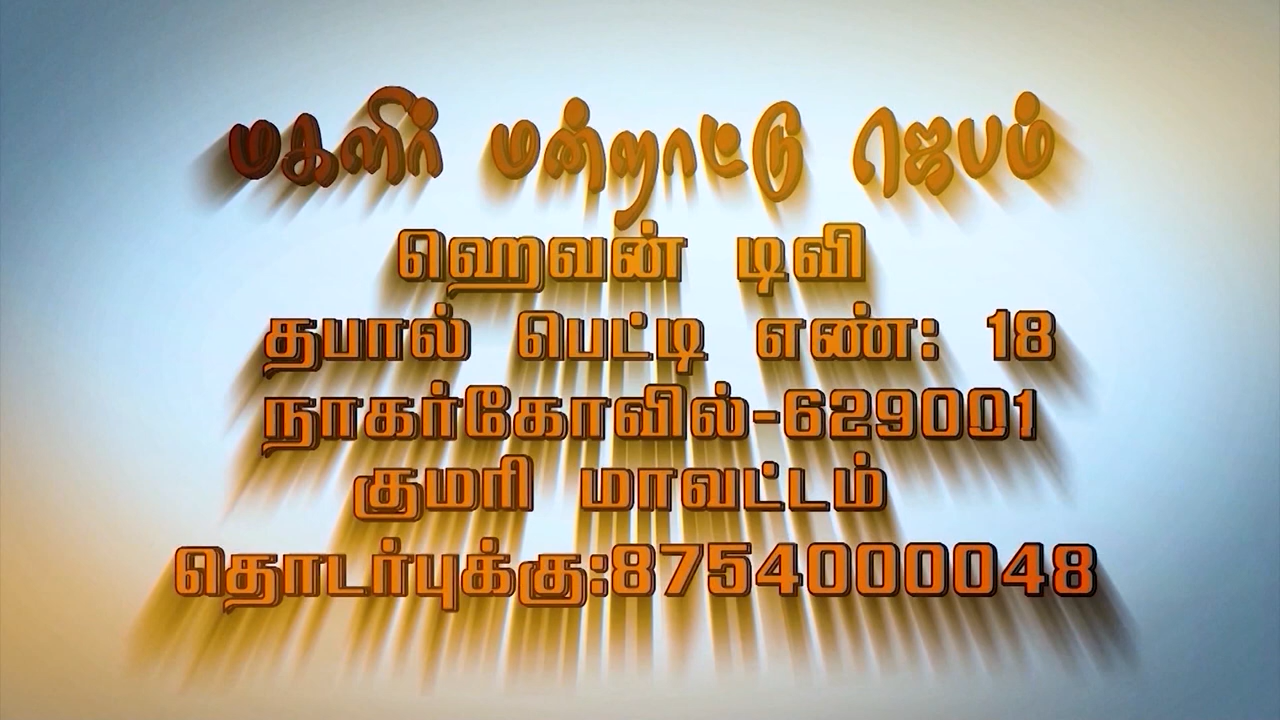 மகளிர் மன்றாட்டு ஜெபம்
ஹெவன் டிவி
தபால் பெட்டி எண்: 18
நாகர்கோவில்-629001
குமரி மாவட்டம்
தொடர்புக்கு:8754000048